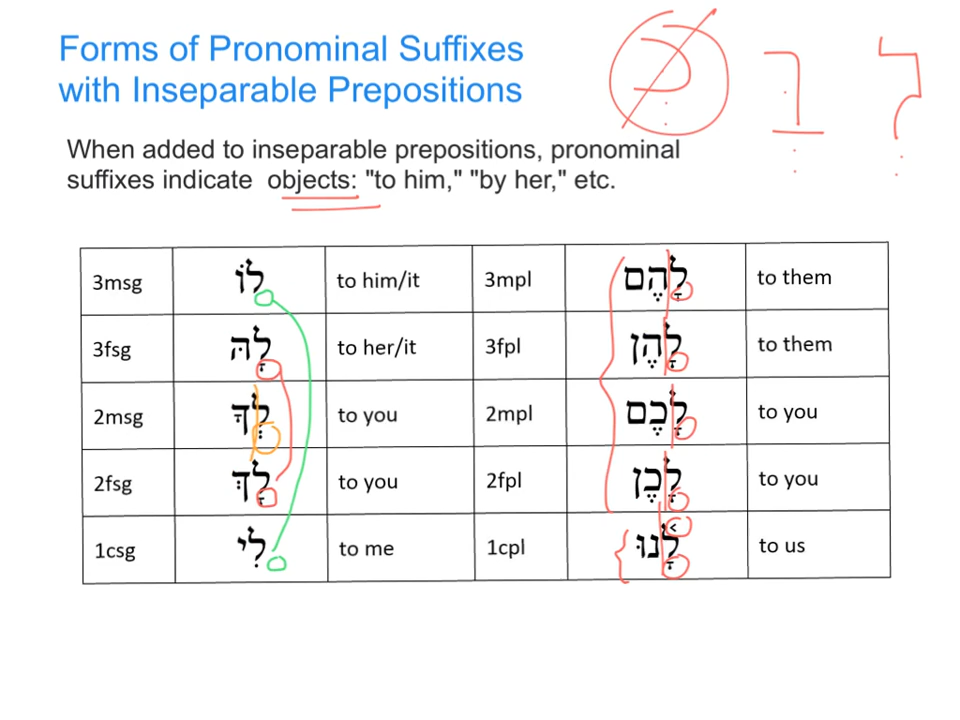 Forms of Pronominal Suffixes
with Inseparable Prepositions
כְ בְ לְ
When added to inseparable prepositions, pronominal
suffixes indicate objects: "to him," "by her," etc.
3msg לוֹ to him/it 3mpl לָהֶם to them
3fsg לָהּ to her/it 3fpl לָהֶן to them
2msg לְךָ to you 2mpl לָכֶם to you
2fsg לָךְ to you 2fpl לָכֶן to you
1csg לִי to me 1cpl לָ֫נוּ to us